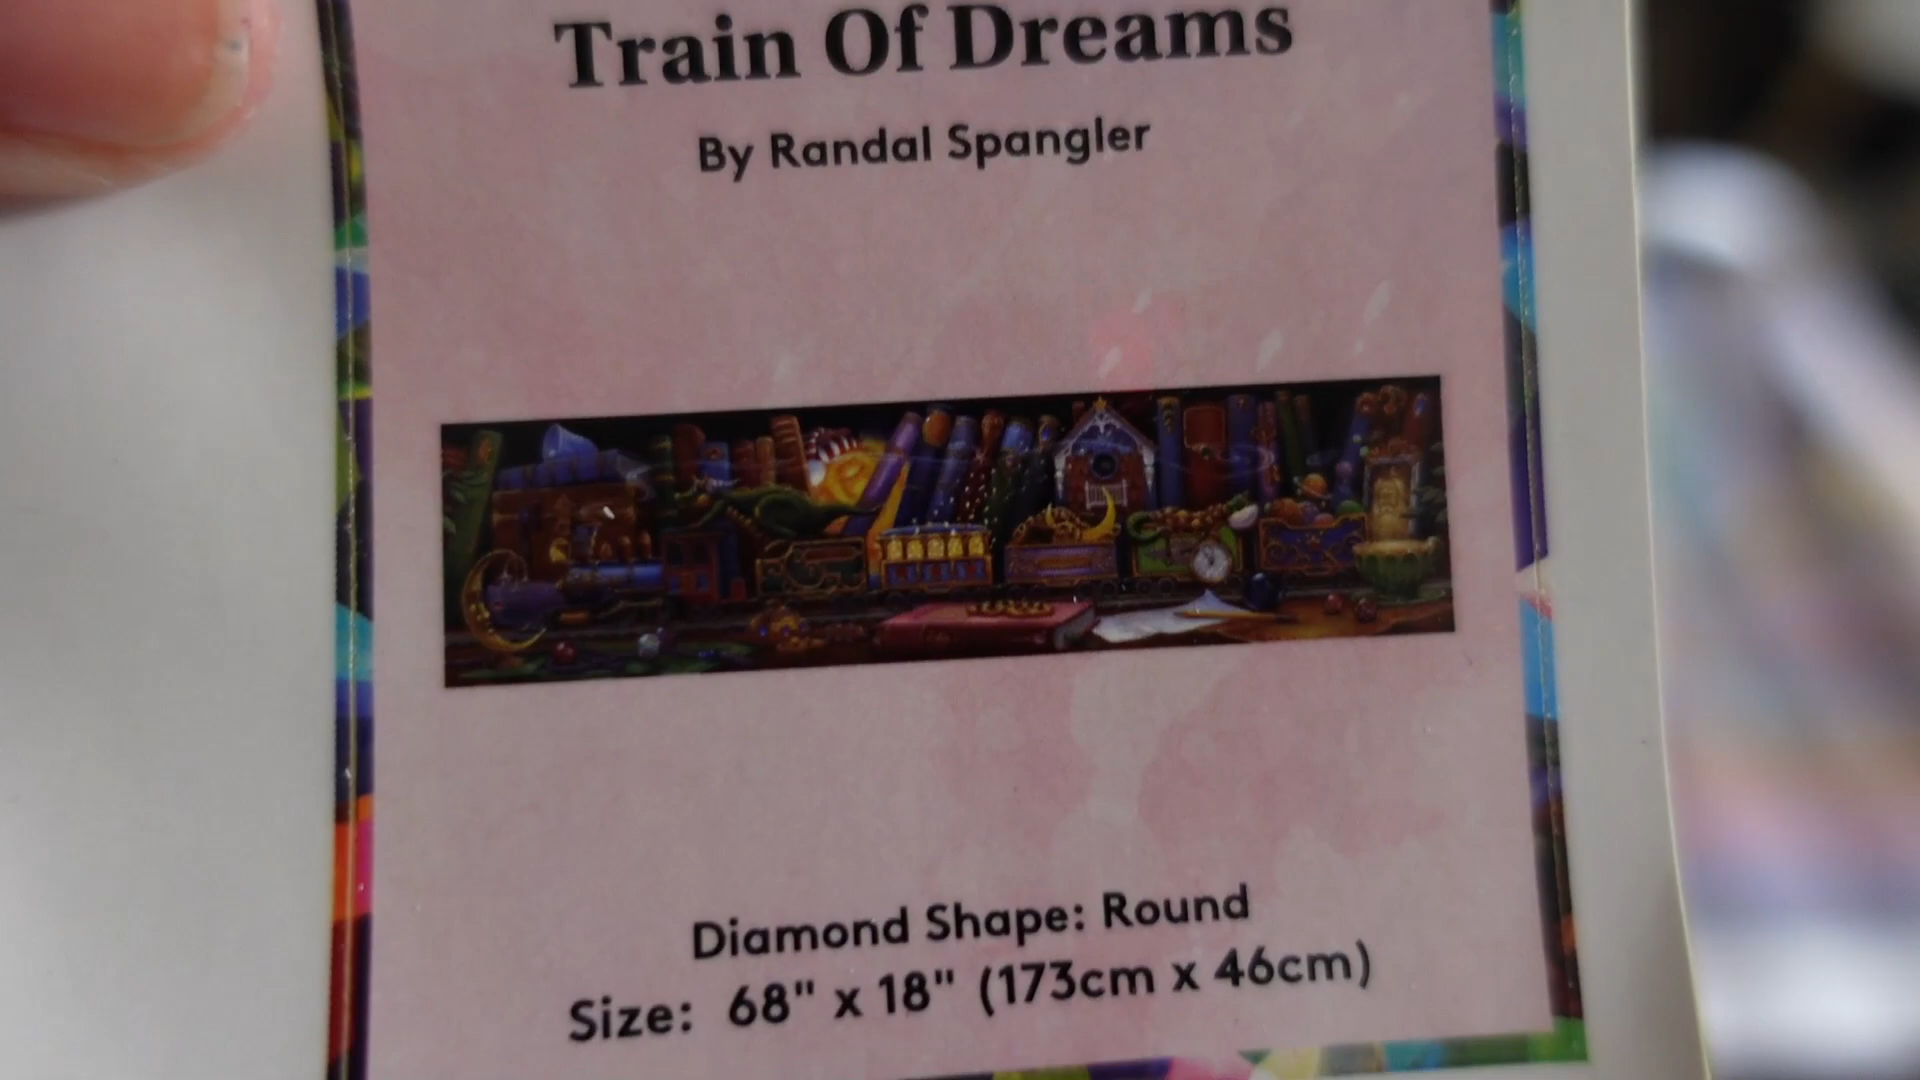 Train Of Dreams
By Randal Spangler
Diamond Shape: Round
Size: 68" x 18" (173cm x 46cm)